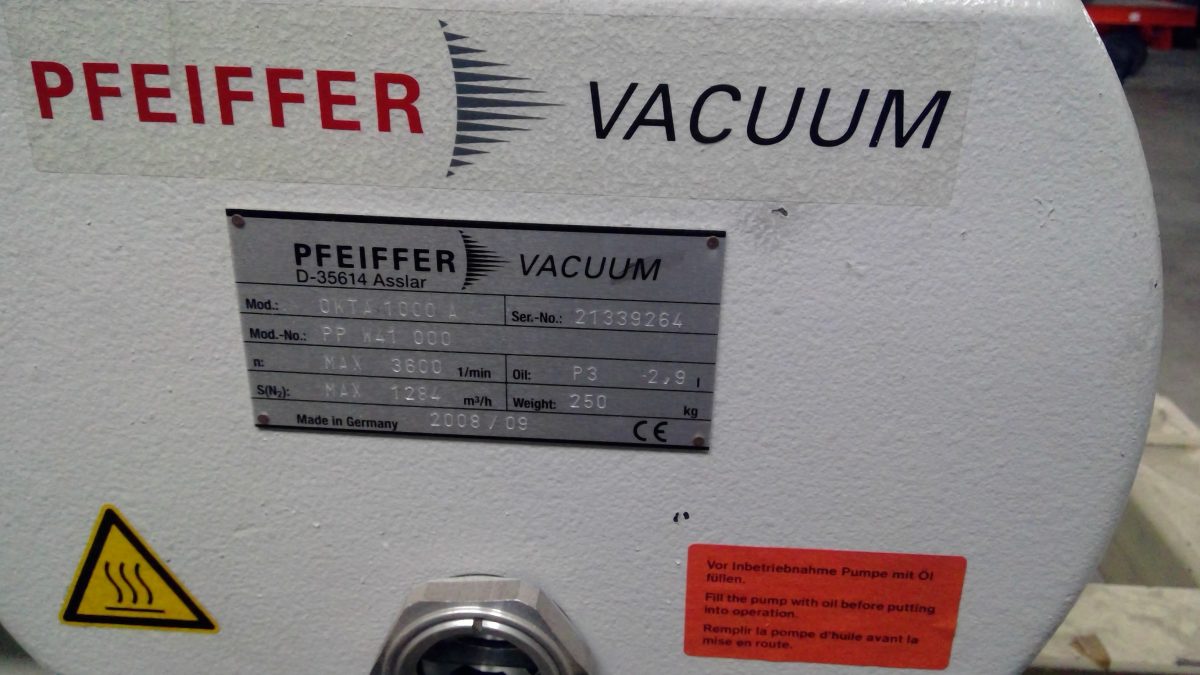 PFEIFFER VACUUM
PFEIFFER VACUUM
D-35614 Asslar
Mod.: OKTA 1000 A Ser.-No.: 21339264
Mod.-No.: PP W41 000
n: MAX 3600 1/min Oil: P3 2,9 l
S(N₂): MAX 1284 m³/h Weight: 250 kg
Made in Germany 2008/09 CE
Vor Inbetriebnahme Pumpe mit Öl
füllen.
Fill the pump with oil before putting
into operation.
Remplir la pompe d'huile avant la
mise en route.